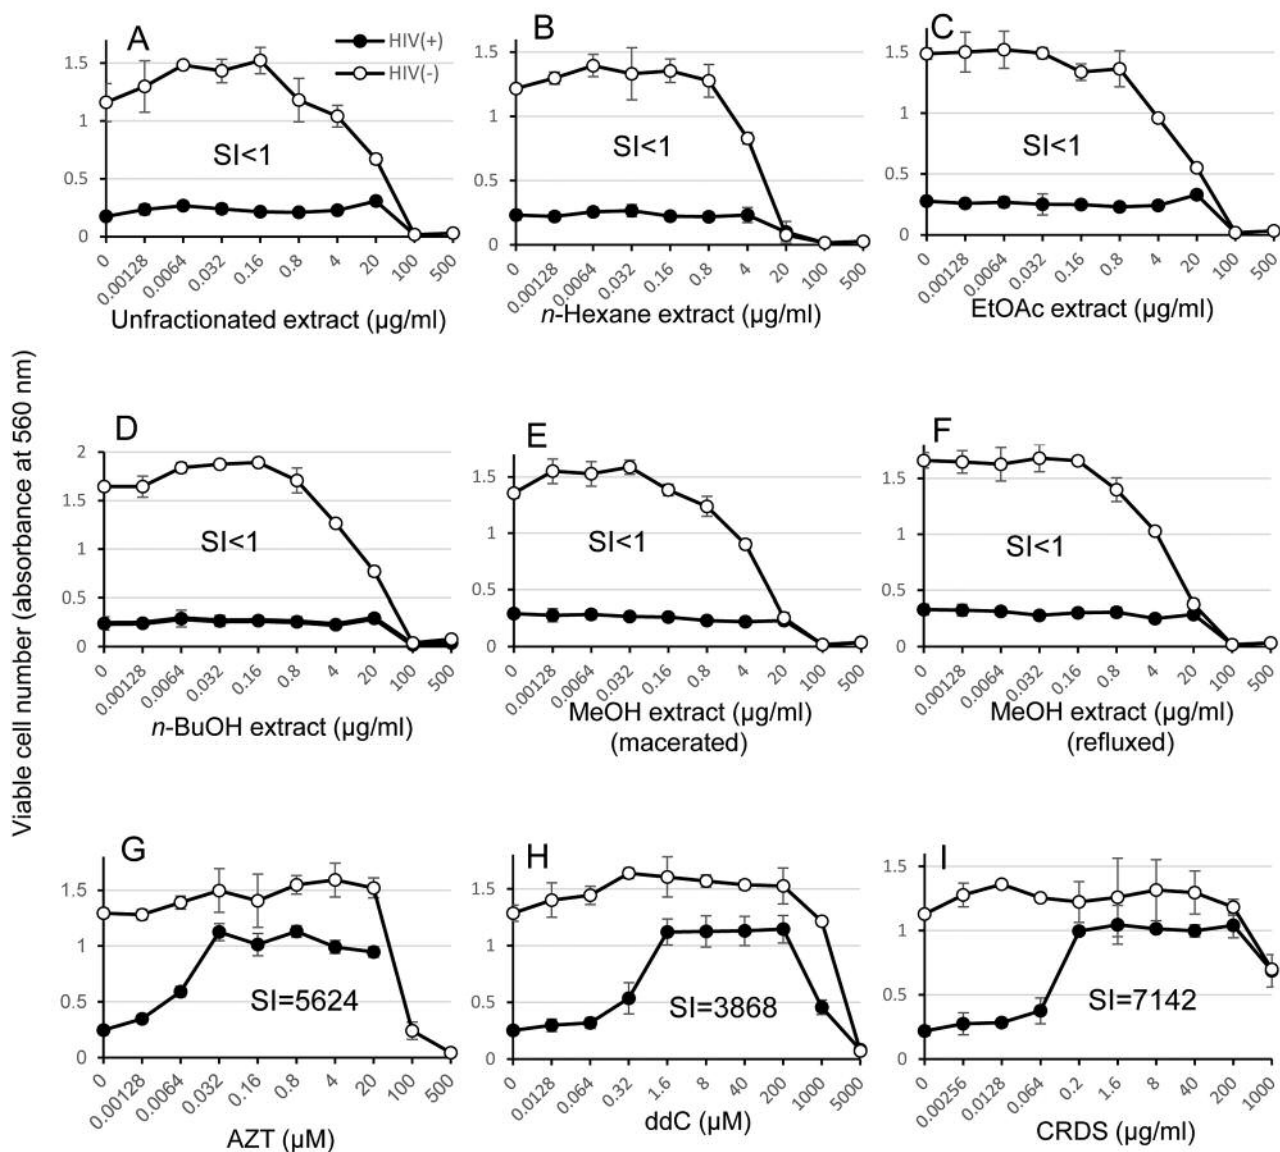 Viable cell number (absorbance at 560 nm)
A
HIV(+)
HIV(-)
1.5
1
0.5
0
SI<1
0 0.00128 0.0064 0.032 0.16 0.8 4 20 100 500
Unfractionated extract (µg/ml)
B
1.5
1
0.5
0
SI<1
0 0.00128 0.0064 0.032 0.16 0.8 4 20 100 500
n-Hexane extract (µg/ml)
C
1.5
1
0.5
0
SI<1
0 0.00128 0.0064 0.032 0.16 0.8 4 20 100 500
EtOAc extract (µg/ml)
D
2
1.5
1
0.5
0
SI<1
0 0.00128 0.0064 0.032 0.16 0.8 4 20 100 500
n-BuOH extract (µg/ml)
E
1.5
1
0.5
0
SI<1
0 0.00128 0.0064 0.032 0.16 0.8 4 20 100 500
MeOH extract (µg/ml)
(macerated)
F
1.5
1
0.5
0
SI<1
0 0.00128 0.0064 0.032 0.16 0.8 4 20 100 500
MeOH extract (µg/ml)
(refluxed)
G
1.5
1
0.5
0
SI=5624
0 0.00128 0.0064 0.032 0.16 0.8 4 20 100 500
AZT (µM)
H
1.5
1
0.5
0
SI=3868
0 0.0128 0.064 0.32 1.6 8 40 200 1000 5000
ddC (µM)
I
1.5
1
0.5
0
SI=7142
0 0.00256 0.0128 0.064 0.2 1.6 8 40 200 1000
CRDS (µg/ml)